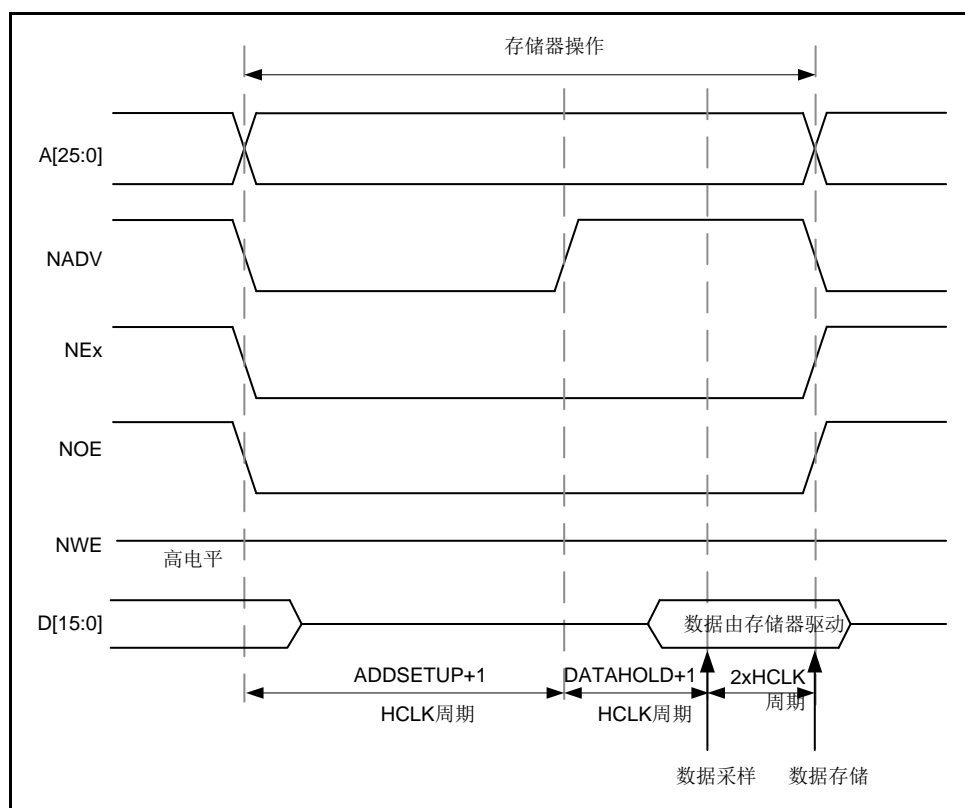 存储器操作
A[25:0]
NADV
NEx
NOE
NWE
高电平
D[15:0]
数据由存储器驱动
ADDSETUP+1
HCLK周期
DATAHOLD+1
HCLK周期
2xHCLK
周期
数据采样
数据存储